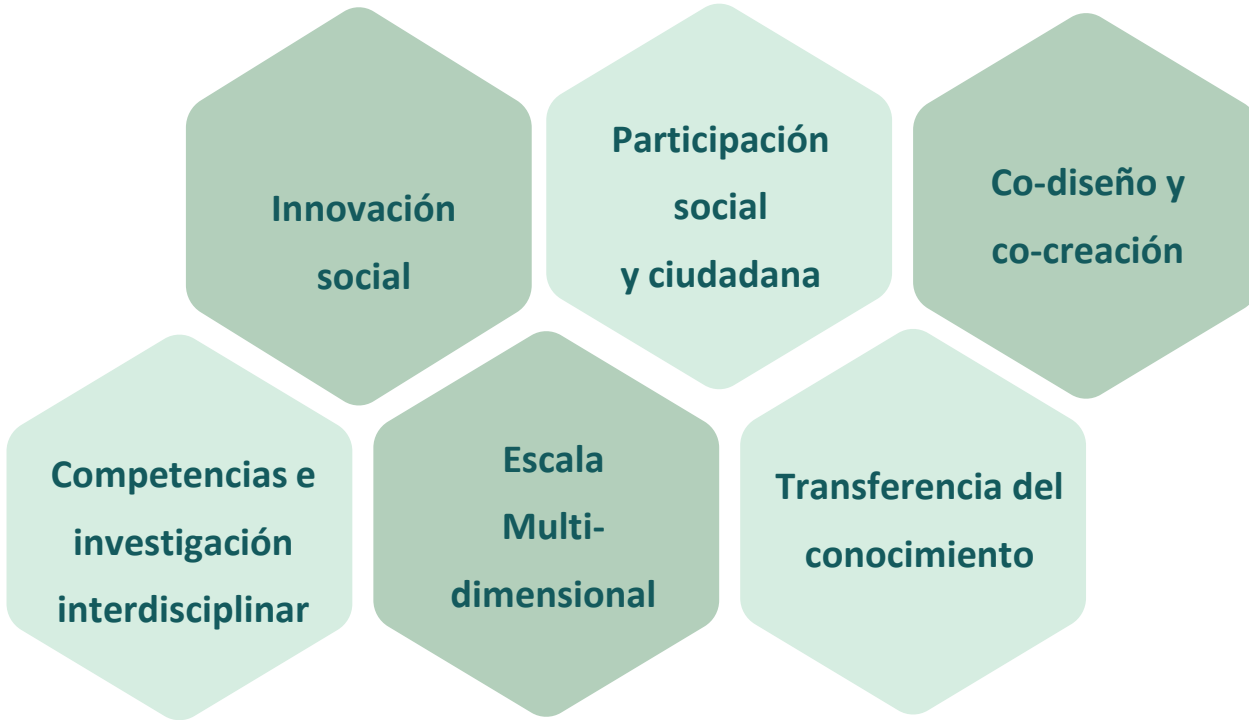 Innovación
social
Participación
social
y ciudadana
Co-diseño y
co-creación
Competencias e
investigación
interdisciplinar
Escala
Multi-
dimensional
Transferencia del
conocimiento